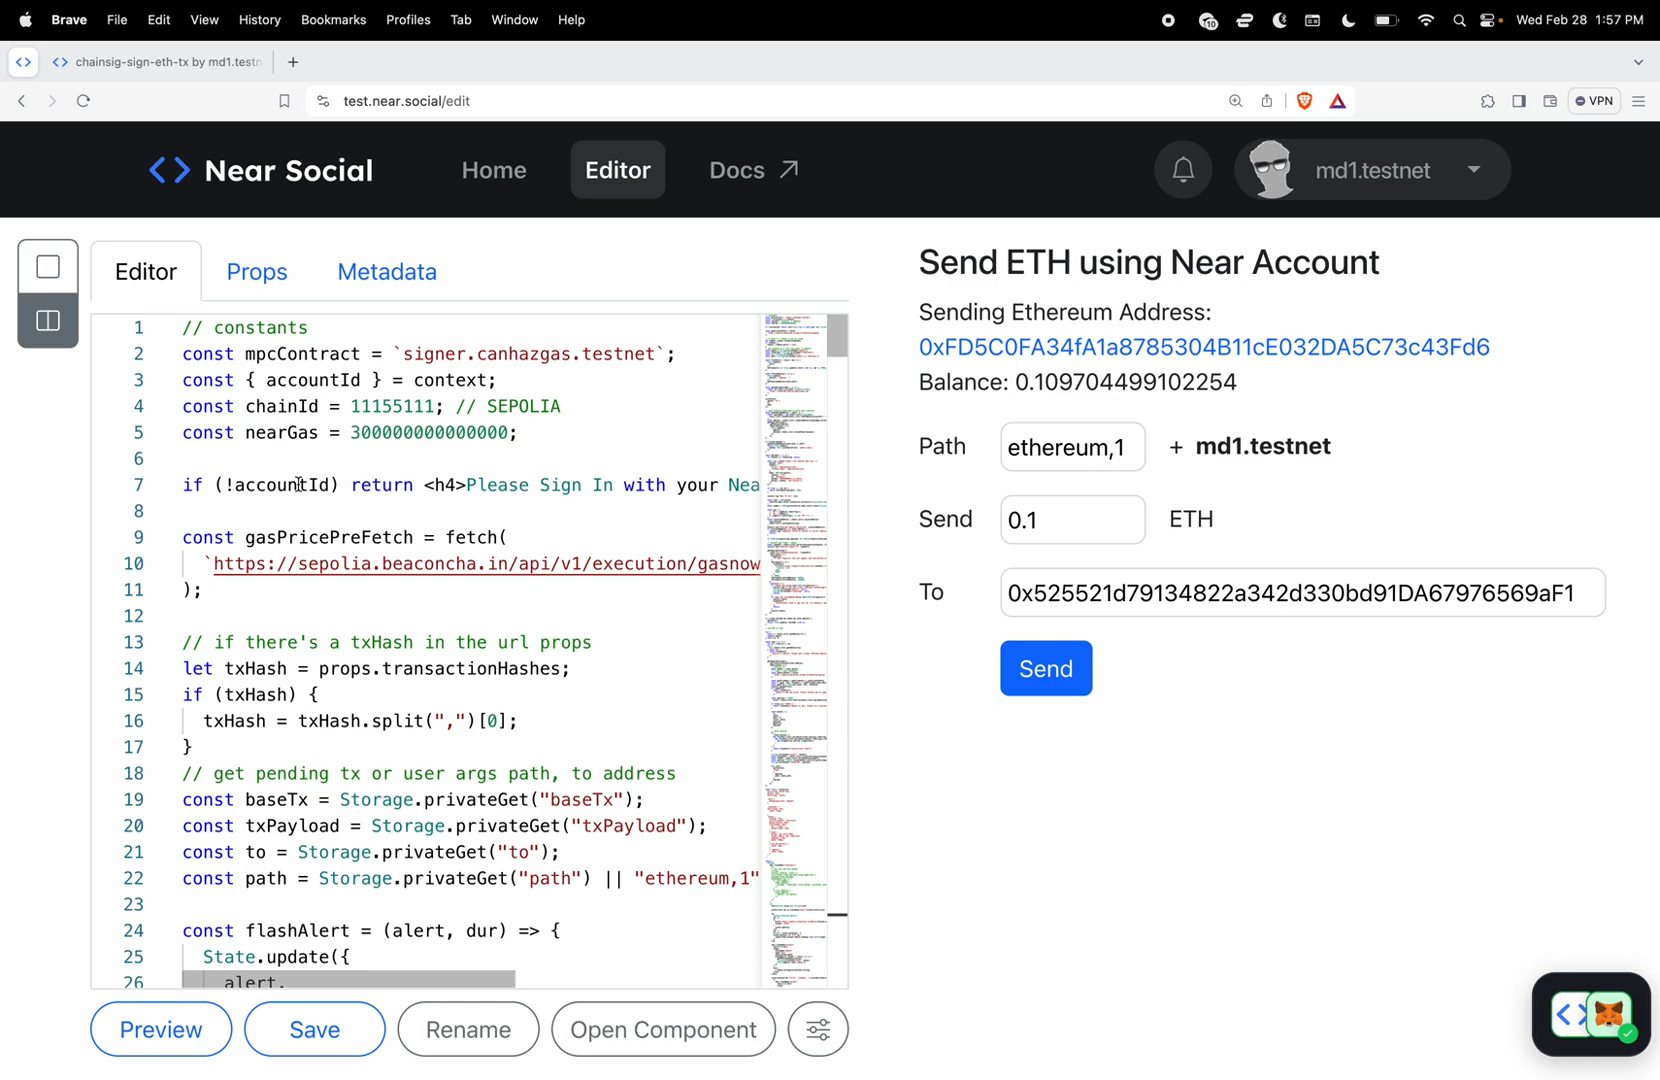 Brave File Edit View History Bookmarks Profiles Tab Window Help
10
Wed Feb 28 1:57 PM
<> chainsig-sign-eth-tx by md1.testn
test.near.social/edit
VPN
<> Near Social
Home
Editor
Docs
md1.testnet
Editor
Props
Metadata
1 // constants
2 const mpcContract = `signer.canhazgas.testnet`;
3 const { accountId } = context;
4 const chainId = 11155111; // SEPOLIA
5 const nearGas = 300000000000000;
6
7 if (!accountId) return <h4>Please Sign In with your Nea
8
9 const gasPricePreFetch = fetch(
10 `https://sepolia.beaconcha.in/api/v1/execution/gasnow
11 );
12
13 // if there's a txHash in the url props
14 let txHash = props.transactionHashes;
15 if (txHash) {
16 txHash = txHash.split(",")[0];
17 }
18 // get pending tx or user args path, to address
19 const baseTx = Storage.privateGet("baseTx");
20 const txPayload = Storage.privateGet("txPayload");
21 const to = Storage.privateGet("to");
22 const path = Storage.privateGet("path") || "ethereum,1"
23
24 const flashAlert = (alert, dur) => {
25 State.update({
26 alert.
Preview
Save
Rename
Open Component
Send ETH using Near Account
Sending Ethereum Address:
0xFD5C0FA34fA1a8785304B11cE032DA5C73c43Fd6
Balance: 0.109704499102254
Path ethereum,1 + md1.testnet
Send 0.1 ETH
To 0x525521d79134822a342d330bd91DA67976569aF1
Send